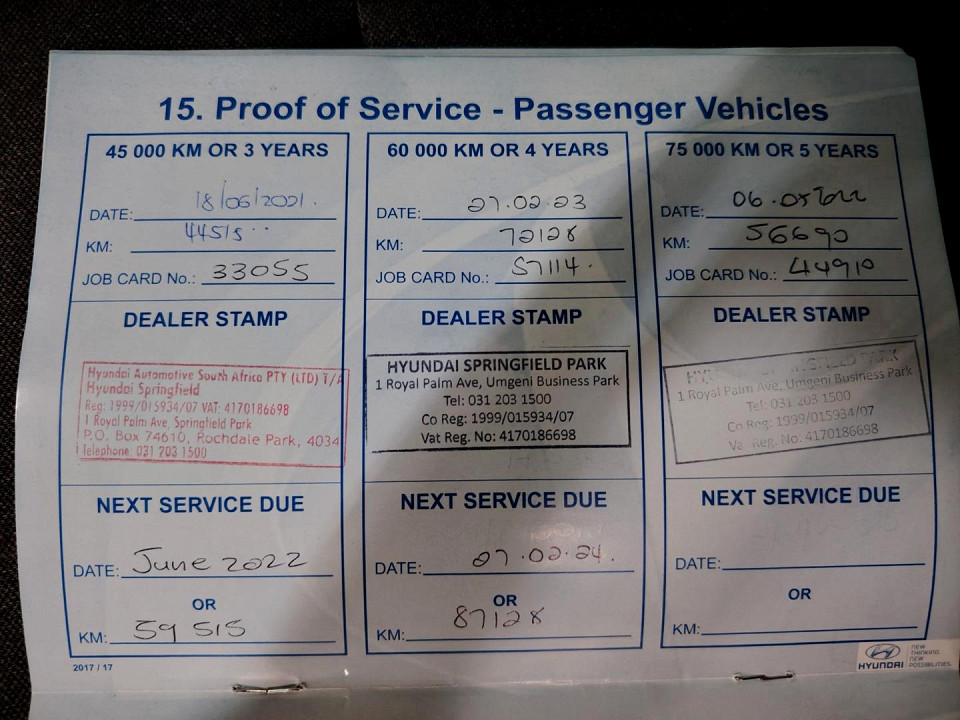 15. Proof of Service - Passenger Vehicles
45 000 KM OR 3 YEARS
DATE: 18/06/2021.
KM: 44515
JOB CARD No.: 33055
DEALER STAMP
Hyundai Automotive South Africa PTY (LTD) T/A
Hyundai Springfield
Reg: 1999/015934/07 VAT: 4170186698
1 Royal Palm Ave, Springfield Park
P.O. Box 74610, Rochdale Park, 4034
Telephone: 031 203 1500
NEXT SERVICE DUE
DATE: June 2022
OR
KM: 59 515
2017 / 17
60 000 KM OR 4 YEARS
DATE: 27.02.23
KM: 72128
JOB CARD No.: 57114.
DEALER STAMP
HYUNDAI SPRINGFIELD PARK
1 Royal Palm Ave, Umgeni Business Park
Tel: 031 203 1500
Co Reg: 1999/015934/07
Vat Reg. No: 4170186698
NEXT SERVICE DUE
DATE: 27.02.24.
OR
KM: 87128
75 000 KM OR 5 YEARS
DATE:
KM: 56690
JOB CARD No.: 44910
DEALER STAMP
PARK
1 Royal Palm Ave, Umgeni Business Park
Tel: 031 203 1500
Co Reg: 1999/015934/07
Reg. No: 4170186698
NEXT SERVICE DUE
DATE:
OR
KM:
HYUNDAI
NEW
THINKING.
NEW
POSSIBILITIES.